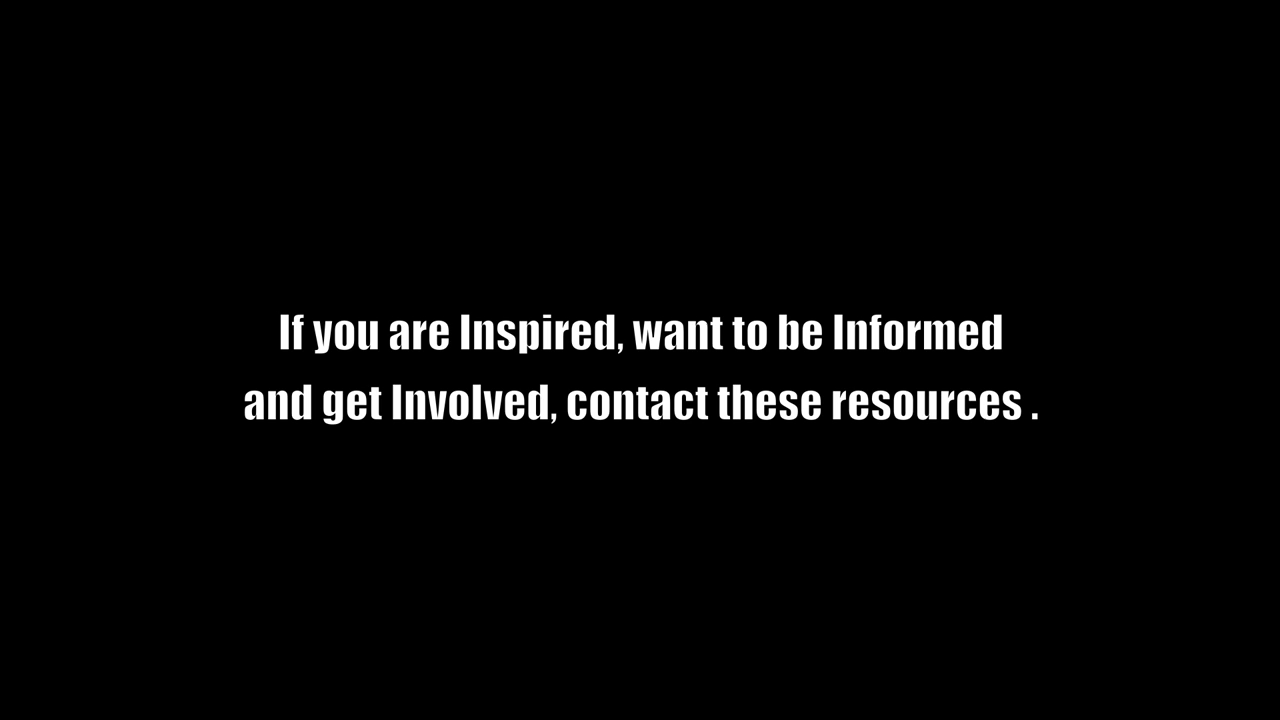 If you are Inspired, want to be Informed
and get Involved, contact these resources .